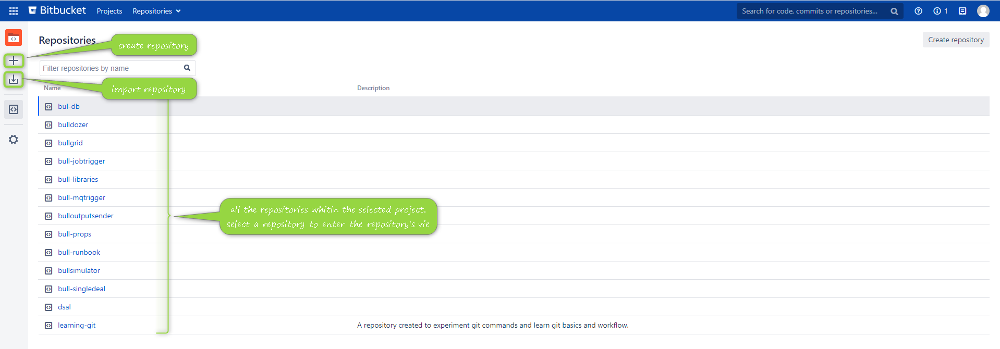 Bitbucket Projects Repositories Search for code, commits or repositories... 1
Repositories
create repository
Create repository
Filter repositories by name
import repository
Name Description
bul-db
bulldozer
bullgrid
bull-jobtrigger
bull-libraries
bull-mqtrigger
all the repositories whitin the selected project.
bulloutputsender
select a repository to enter the repository's vie
bull-props
bull-runbook
bullsimulator
bull-singledeal
dsal
learning-git A repository created to experiment git commands and learn git basics and workflow.